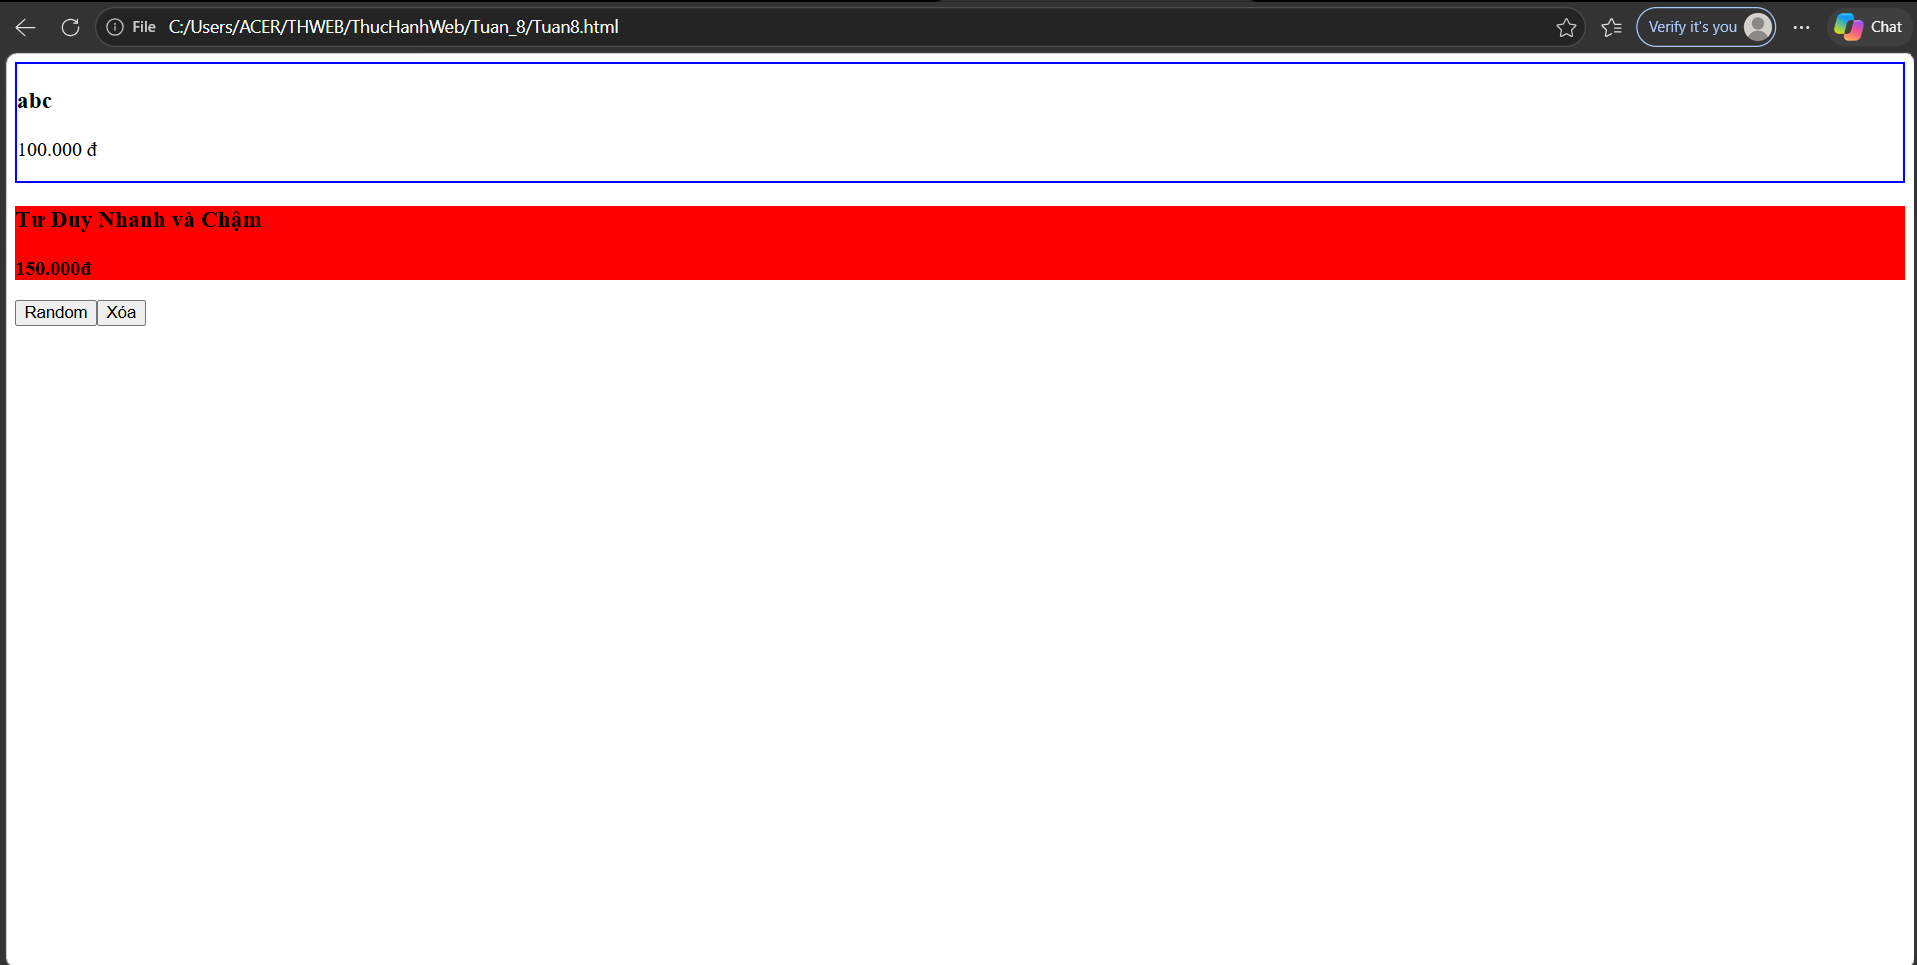 File C:/Users/ACER/THWEB/ThucHanhWeb/Tuan_8/Tuan8.html Verify it's you Chat
abc
100.000 đ
Tư Duy Nhanh và Chậm
150.000đ
Random Xóa